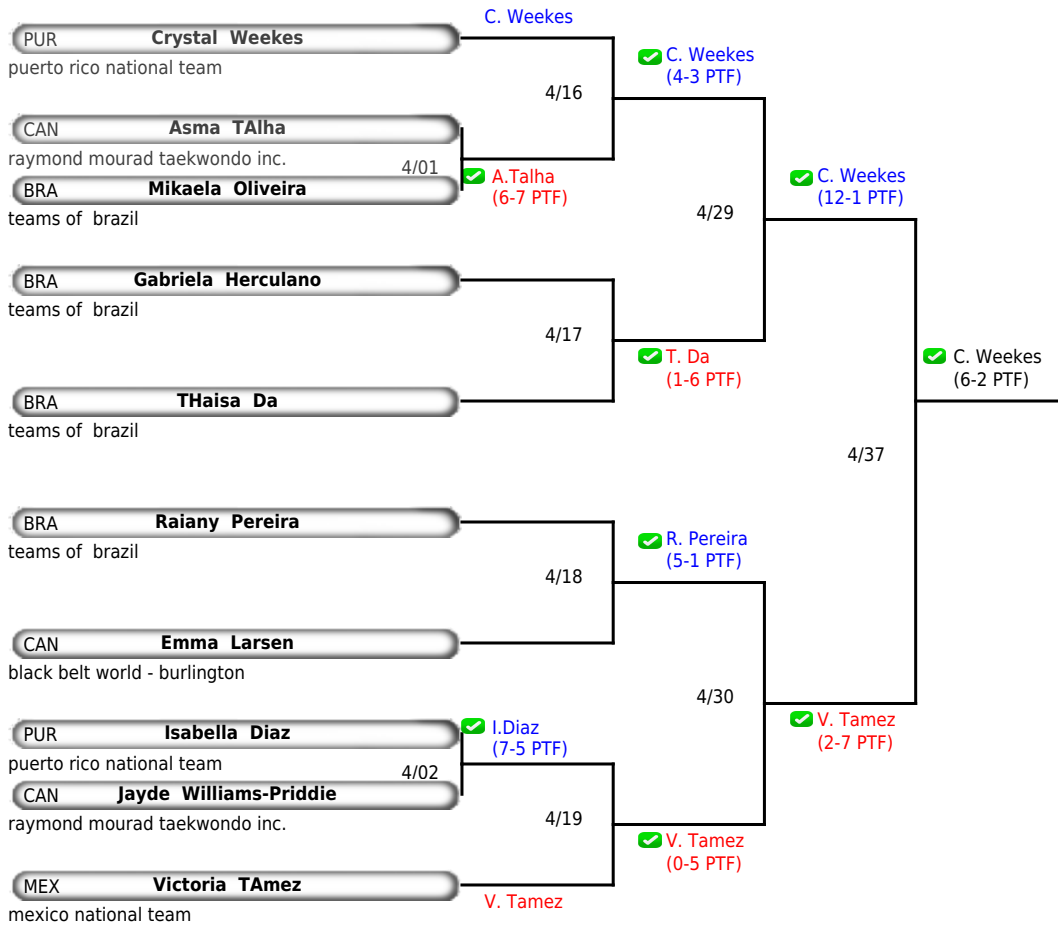 C. Weekes
PUR Crystal Weekes
puerto rico national team
C. Weekes
(4-3 PTF)
4/16
CAN Asma TAlha
raymond mourad taekwondo inc.
4/01
A.Talha
(6-7 PTF)
BRA Mikaela Oliveira
teams of brazil
C. Weekes
(12-1 PTF)
4/29
BRA Gabriela Herculano
teams of brazil
4/17
T. Da
(1-6 PTF)
C. Weekes
(6-2 PTF)
BRA THaisa Da
teams of brazil
4/37
BRA Raiany Pereira
teams of brazil
R. Pereira
(5-1 PTF)
4/18
CAN Emma Larsen
black belt world - burlington
4/30
V. Tamez
(2-7 PTF)
PUR Isabella Diaz
puerto rico national team
I.Diaz
(7-5 PTF)
4/02
CAN Jayde Williams-Priddie
raymond mourad taekwondo inc.
4/19
V. Tamez
(0-5 PTF)
MEX Victoria TAmez
mexico national team
V. Tamez